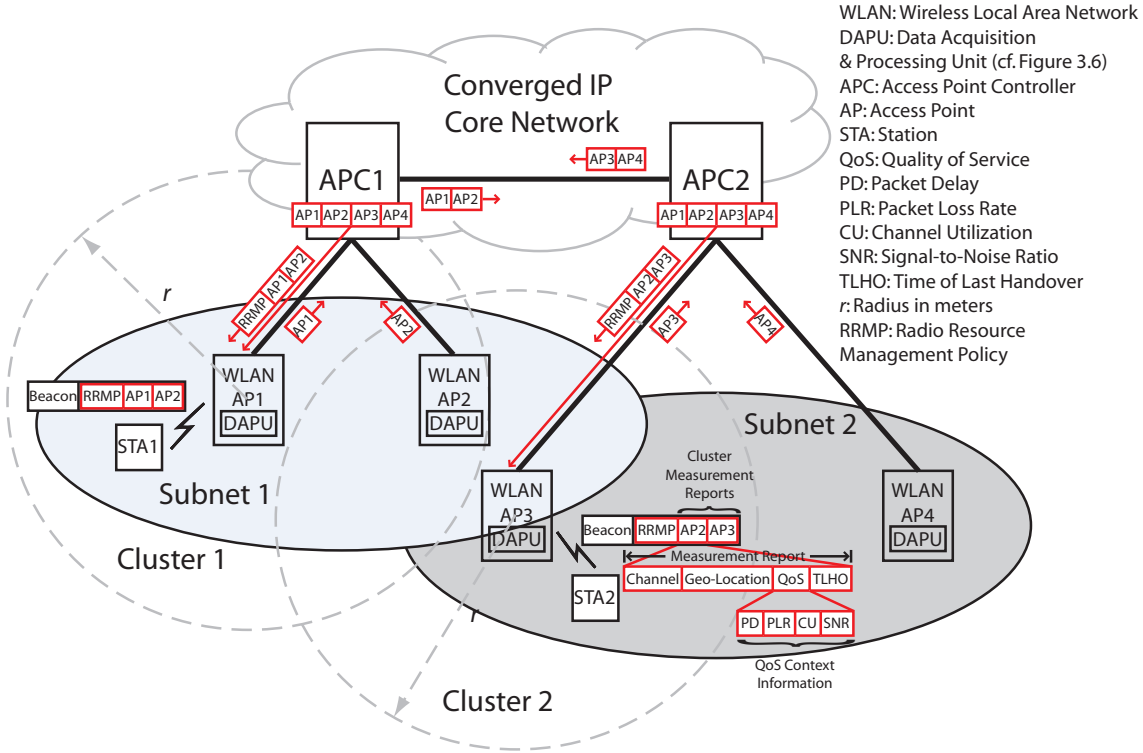 WLAN: Wireless Local Area Network
DAPU: Data Acquisition
& Processing Unit (cf. Figure 3.6)
APC: Access Point Controller
AP: Access Point
STA: Station
QoS: Quality of Service
PD: Packet Delay
PLR: Packet Loss Rate
CU: Channel Utilization
SNR: Signal-to-Noise Ratio
TLHO: Time of Last Handover
r: Radius in meters
RRMP: Radio Resource
Management Policy
Converged IP
Core Network
APC1
APC2
AP3 AP4
AP1 AP2
AP1 AP2 AP3 AP4
AP1 AP2 AP3 AP4
RRMP AP1 AP2
AP1
AP2
RRMP AP2 AP3
AP3
AP4
r
WLAN
AP1
DAPU
WLAN
AP2
DAPU
Beacon RRMP AP1 AP2
STA1
Subnet 1
Cluster 1
Subnet 2
WLAN
AP3
DAPU
WLAN
AP4
DAPU
Cluster
Measurement
Reports
Beacon RRMP AP2 AP3
Measurement Report
Channel Geo-Location QoS TLHO
STA2
r
PD PLR CU SNR
QoS Context
Information
Cluster 2